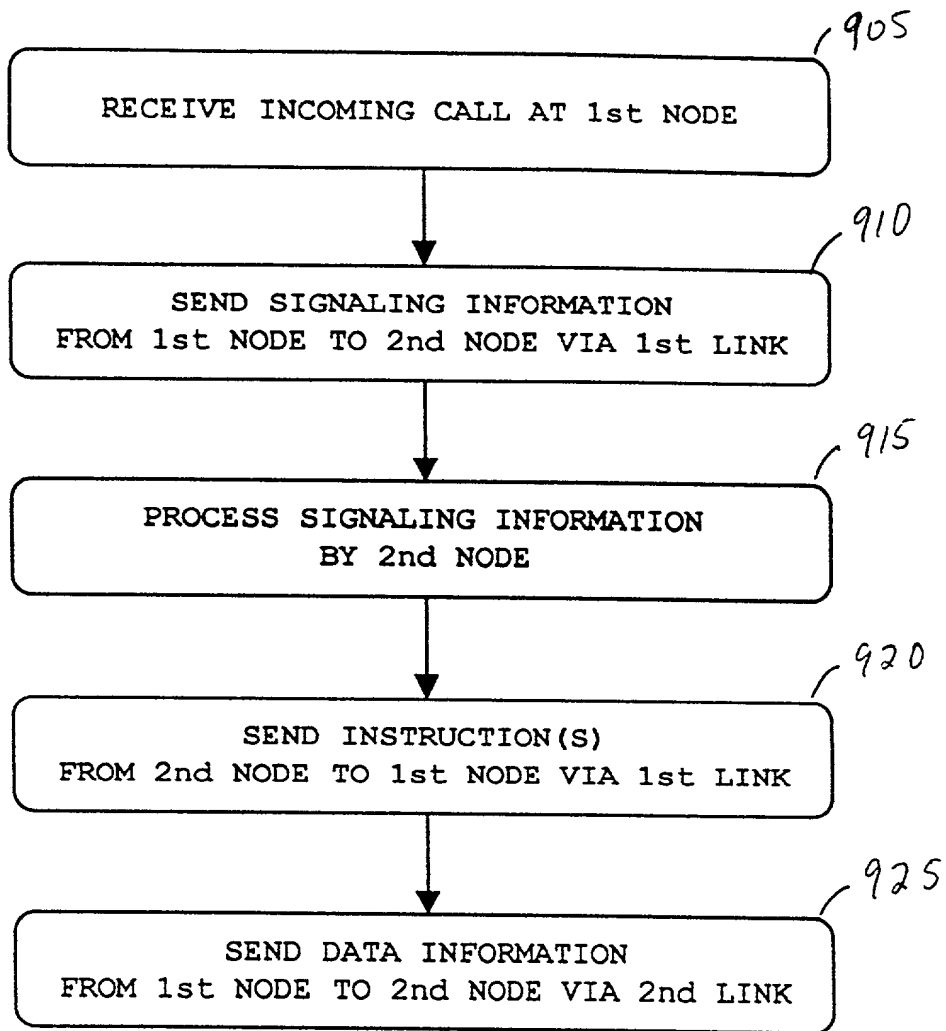 905
RECEIVE INCOMING CALL AT 1st NODE
910
SEND SIGNALING INFORMATION
FROM 1st NODE TO 2nd NODE VIA 1st LINK
915
PROCESS SIGNALING INFORMATION
BY 2nd NODE
920
SEND INSTRUCTION(S)
FROM 2nd NODE TO 1st NODE VIA 1st LINK
925
SEND DATA INFORMATION
FROM 1st NODE TO 2nd NODE VIA 2nd LINK